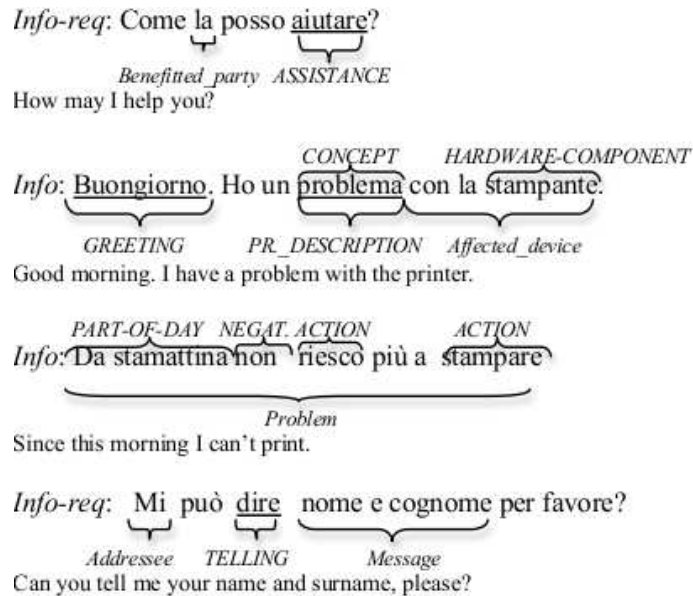 Info-req: Come la posso aiutare?
Benefitted_party ASSISTANCE
How may I help you?
CONCEPT HARDWARE-COMPONENT
Info: Buongiorno. Ho un problema con la stampante.
GREETING PR_DESCRIPTION Affected_device
Good morning. I have a problem with the printer.
PART-OF-DAY NEGAT. ACTION ACTION
Info: Da stamattina non riesco più a stampare
Problem
Since this morning I can't print.
Info-req: Mi può dire nome e cognome per favore?
Addressee TELLING Message
Can you tell me your name and surname, please?